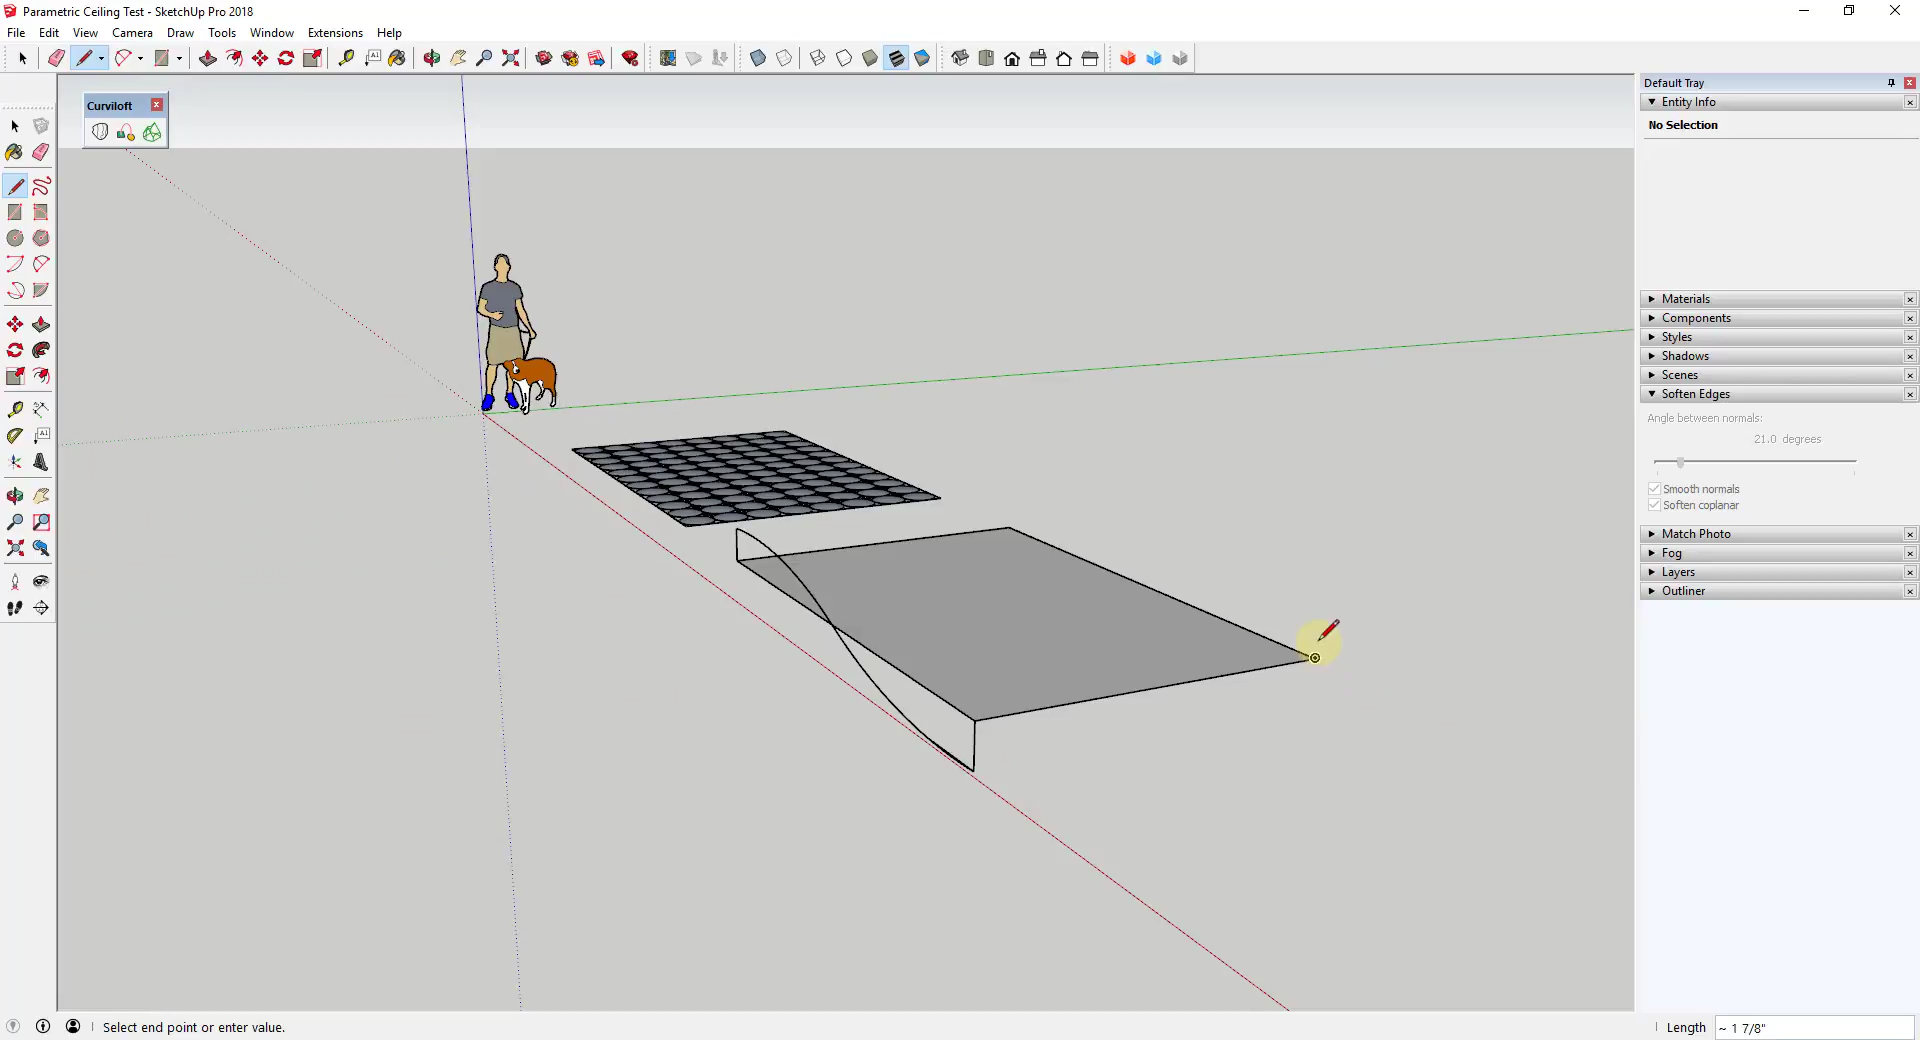 Parametric Ceiling Test - SketchUp Pro 2018
File Edit View Camera Draw Tools Window Extensions Help
Curviloft
Default Tray
Entity Info
No Selection
Materials
Components
Styles
Shadows
Scenes
Soften Edges
Angle between normals:
21.0 degrees
Smooth normals
Soften coplanar
Match Photo
Fog
Layers
Outliner
Select end point or enter value.
Length ~ 1 7/8"